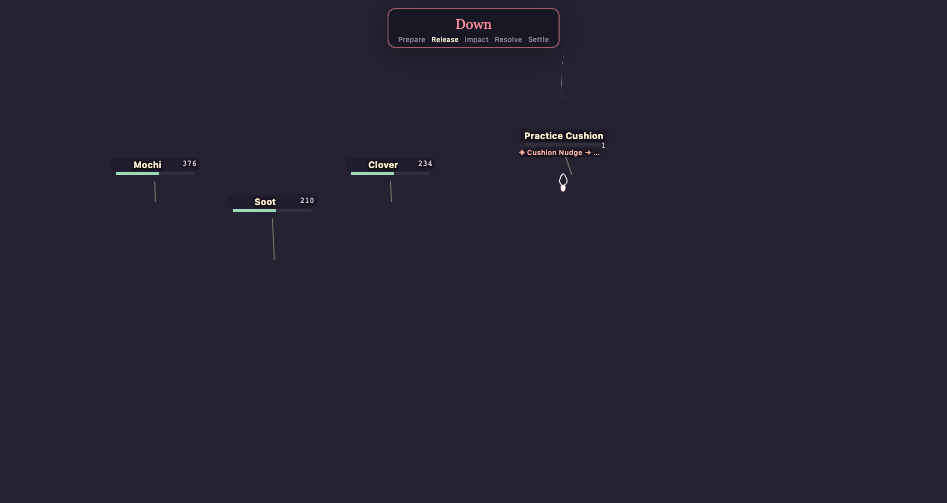 Down
Prepare Release Impact Resolve Settle
Practice Cushion
1
Cushion Nudge → ...
Mochi 376
Clover 234
Soot 210